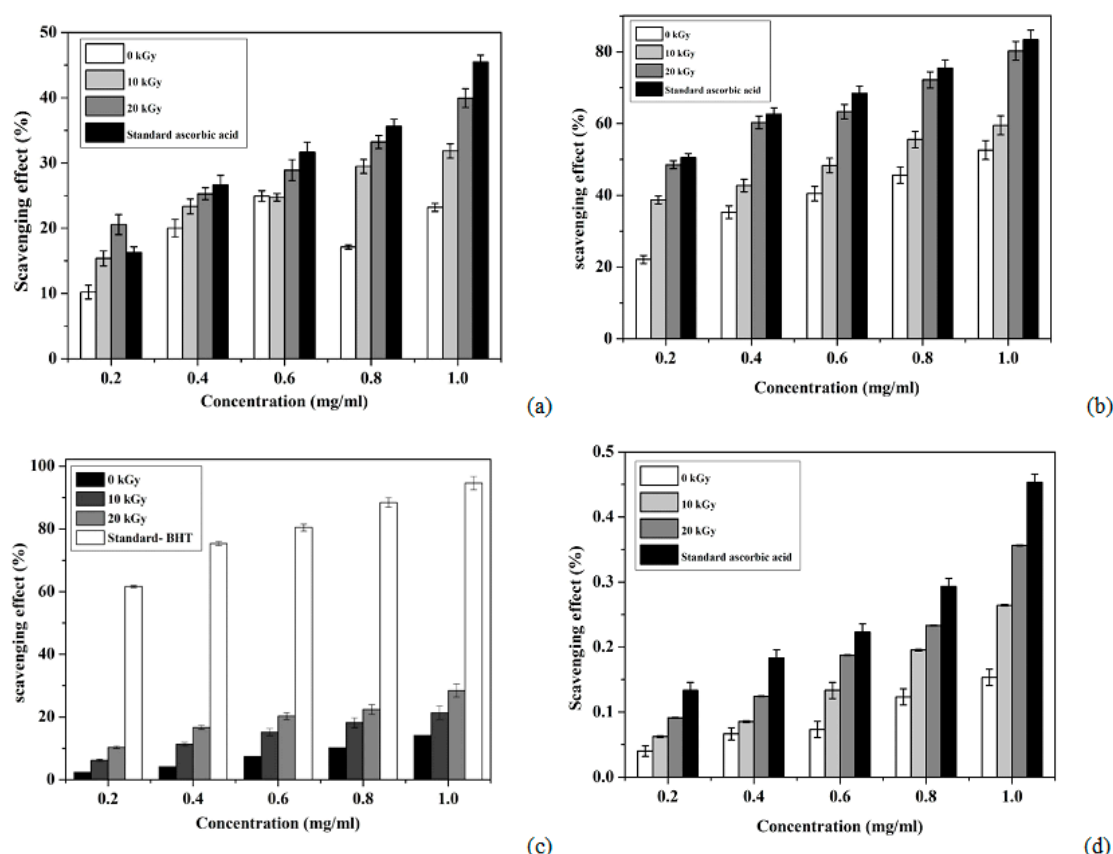 50
40
30
20
10
0
Scavenging effect (%)
0 kGy
10 kGy
20 kGy
Standard ascorbic acid
0.2 0.4 0.6 0.8 1.0
Concentration (mg/ml)
(a)
80
60
40
20
0
scavenging effect (%)
0 kGy
10 kGy
20 kGy
Standard ascorbic acid
0.2 0.4 0.6 0.8 1.0
Concentration (mg/ml)
(b)
100
80
60
40
20
0
scavenging effect (%)
0 kGy
10 kGy
20 kGy
Standard- BHT
0.2 0.4 0.6 0.8 1.0
Concentration (mg/ml)
(c)
0.5
0.4
0.3
0.2
0.1
0.0
Scavenging effect (%)
0 kGy
10 kGy
20 kGy
Standard ascorbic acid
0.2 0.4 0.6 0.8 1.0
Concentration (mg/ml)
(d)